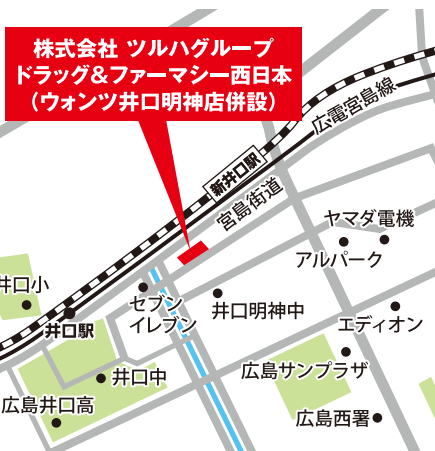 株式会社 ツルハグループ
ドラッグ&ファーマシー西日本
（ウォンツ井口明神店併設）
広電宮島線
新井口駅
宮島街道
ヤマダ電機
アルパーク
井口小
セブン
イレブン
井口明神中
井口駅
エディオン
井口中
広島サンプラザ
広島井口高
広島西署